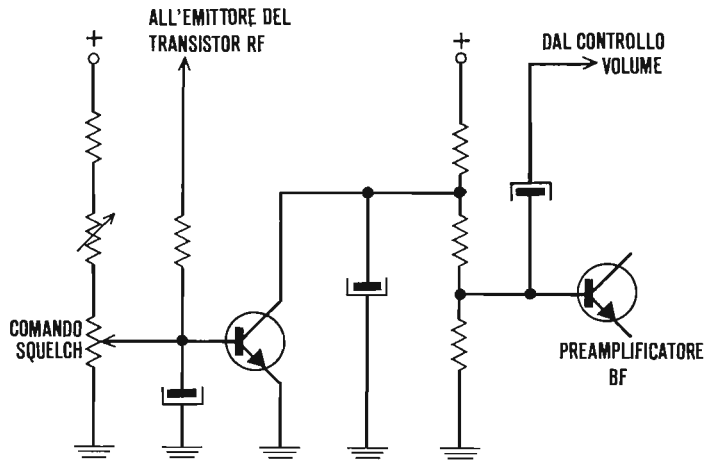 ALL'EMITTORE DEL
TRANSISTOR RF
+
+
DAL CONTROLLO
VOLUME
COMANDO
SQUELCH
PREAMPLIFICATORE
BF